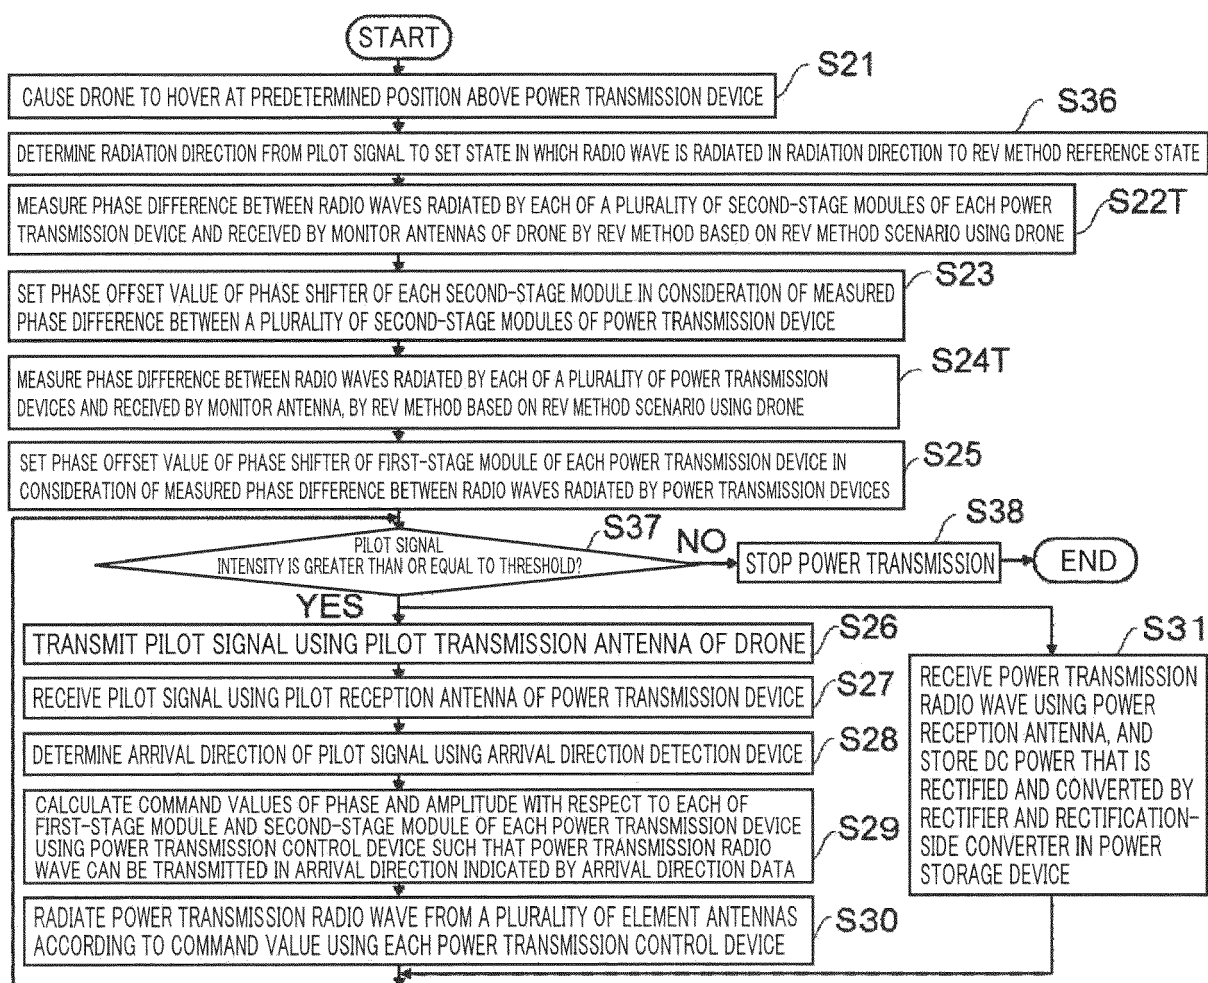 START
S21
CAUSE DRONE TO HOVER AT PREDETERMINED POSITION ABOVE POWER TRANSMISSION DEVICE
S36
DETERMINE RADIATION DIRECTION FROM PILOT SIGNAL TO SET STATE IN WHICH RADIO WAVE IS RADIATED IN RADIATION DIRECTION TO REV METHOD REFERENCE STATE
S22T
MEASURE PHASE DIFFERENCE BETWEEN RADIO WAVES RADIATED BY EACH OF A PLURALITY OF SECOND-STAGE MODULES OF EACH POWER
TRANSMISSION DEVICE AND RECEIVED BY MONITOR ANTENNAS OF DRONE BY REV METHOD BASED ON REV METHOD SCENARIO USING DRONE
S23
SET PHASE OFFSET VALUE OF PHASE SHIFTER OF EACH SECOND-STAGE MODULE IN CONSIDERATION OF MEASURED
PHASE DIFFERENCE BETWEEN A PLURALITY OF SECOND-STAGE MODULES OF POWER TRANSMISSION DEVICE
S24T
MEASURE PHASE DIFFERENCE BETWEEN RADIO WAVES RADIATED BY EACH OF A PLURALITY OF POWER TRANSMISSION
DEVICES AND RECEIVED BY MONITOR ANTENNA, BY REV METHOD BASED ON REV METHOD SCENARIO USING DRONE
S25
SET PHASE OFFSET VALUE OF PHASE SHIFTER OF FIRST-STAGE MODULE OF EACH POWER TRANSMISSION DEVICE IN
CONSIDERATION OF MEASURED PHASE DIFFERENCE BETWEEN RADIO WAVES RADIATED BY POWER TRANSMISSION DEVICES
S37
PILOT SIGNAL
INTENSITY IS GREATER THAN OR EQUAL TO THRESHOLD?
NO
S38
STOP POWER TRANSMISSION
END
YES
S26
TRANSMIT PILOT SIGNAL USING PILOT TRANSMISSION ANTENNA OF DRONE
S27
RECEIVE PILOT SIGNAL USING PILOT RECEPTION ANTENNA OF POWER TRANSMISSION DEVICE
S28
DETERMINE ARRIVAL DIRECTION OF PILOT SIGNAL USING ARRIVAL DIRECTION DETECTION DEVICE
S29
CALCULATE COMMAND VALUES OF PHASE AND AMPLITUDE WITH RESPECT TO EACH OF
FIRST-STAGE MODULE AND SECOND-STAGE MODULE OF EACH POWER TRANSMISSION DEVICE
USING POWER TRANSMISSION CONTROL DEVICE SUCH THAT POWER TRANSMISSION RADIO
WAVE CAN BE TRANSMITTED IN ARRIVAL DIRECTION INDICATED BY ARRIVAL DIRECTION DATA
S30
RADIATE POWER TRANSMISSION RADIO WAVE FROM A PLURALITY OF ELEMENT ANTENNAS
ACCORDING TO COMMAND VALUE USING EACH POWER TRANSMISSION CONTROL DEVICE
S31
RECEIVE POWER TRANSMISSION
RADIO WAVE USING POWER
RECEPTION ANTENNA, AND
STORE DC POWER THAT IS
RECTIFIED AND CONVERTED BY
RECTIFIER AND RECTIFICATION-
SIDE CONVERTER IN POWER
STORAGE DEVICE